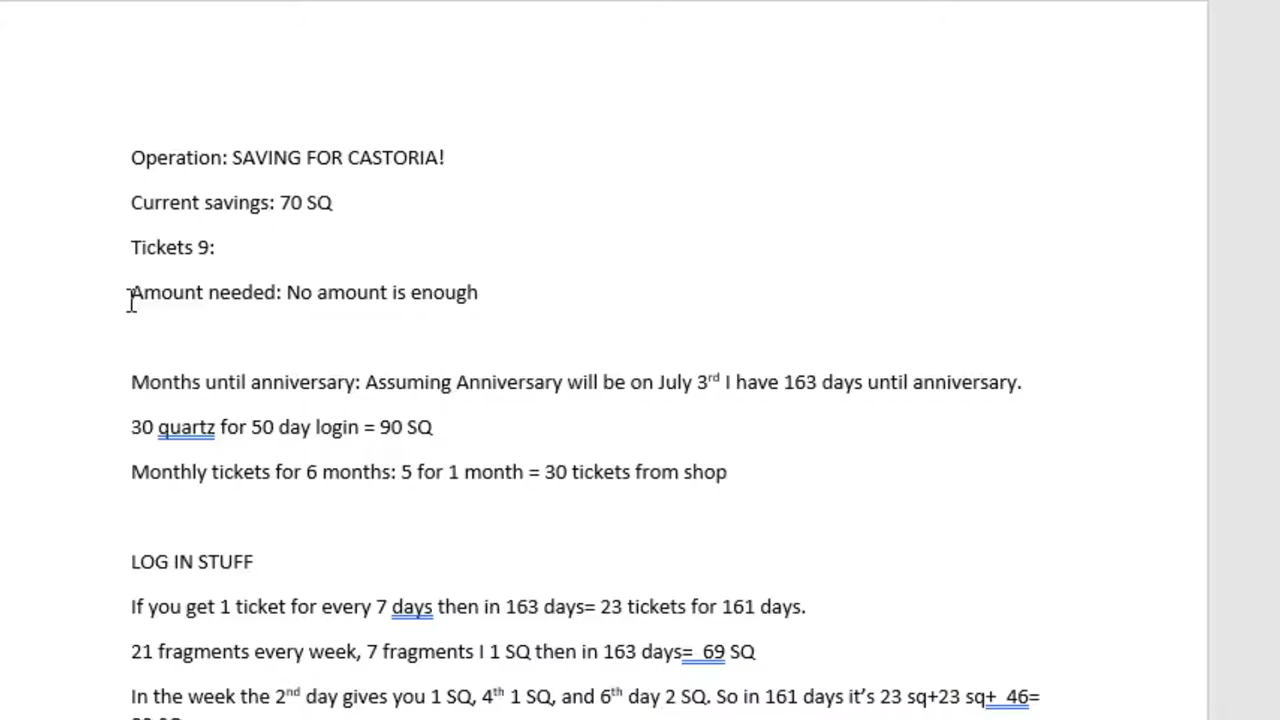 Operation: SAVING FOR CASTORIA!
Current savings: 70 SQ
Tickets 9:
Amount needed: No amount is enough
Months until anniversary: Assuming Anniversary will be on July 3rd I have 163 days until anniversary.
30 quartz for 50 day login = 90 SQ
Monthly tickets for 6 months: 5 for 1 month = 30 tickets from shop
LOG IN STUFF
If you get 1 ticket for every 7 days then in 163 days= 23 tickets for 161 days.
21 fragments every week, 7 fragments I 1 SQ then in 163 days=  69 SQ
In the week the 2nd day gives you 1 SQ, 4th 1 SQ, and 6th day 2 SQ. So in 161 days it’s 23 sq+23 sq+  46=